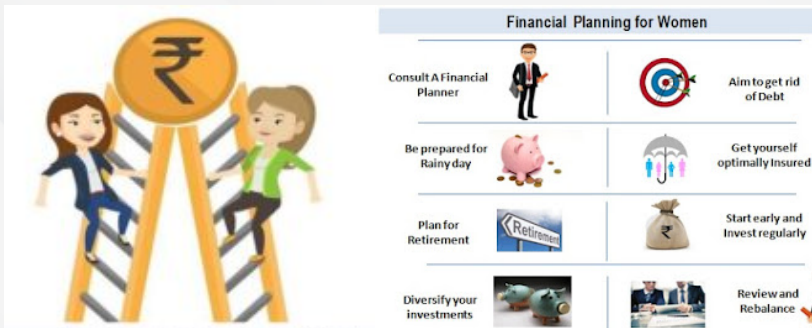 ₹
Financial Planning for Women
Consult A Financial
Planner
Aim to get rid
of Debt
Be prepared for
Rainy day
Get yourself
optimally Insured
Plan for
Retirement
Retirement
₹
Start early and
Invest regularly
Diversify your
investments
Review and
Rebalance